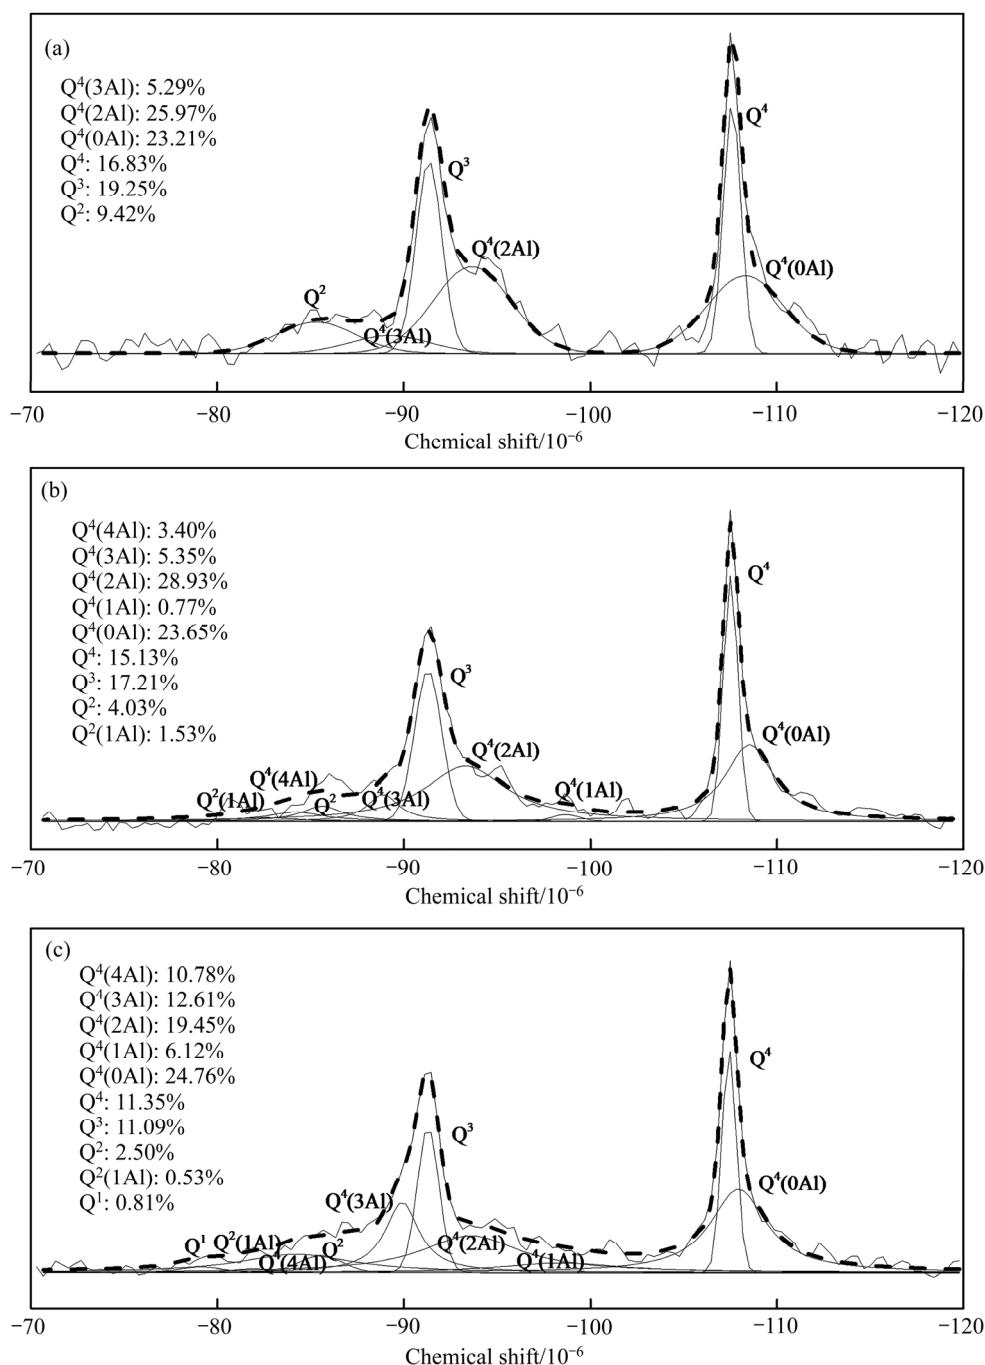 (a)
Q⁴(3Al): 5.29%
Q⁴(2Al): 25.97%
Q⁴(0Al): 23.21%
Q⁴: 16.83%
Q³: 19.25%
Q²: 9.42%
Q⁴
Q³
Q⁴(2Al)
Q⁴(0Al)
Q²
Q⁴(3Al)
−70 −80 −90 −100 −110 −120
Chemical shift/10⁻⁶
(b)
Q⁴(4Al): 3.40%
Q⁴(3Al): 5.35%
Q⁴(2Al): 28.93%
Q⁴(1Al): 0.77%
Q⁴(0Al): 23.65%
Q⁴: 15.13%
Q³: 17.21%
Q²: 4.03%
Q²(1Al): 1.53%
Q⁴
Q³
Q⁴(0Al)
Q⁴(2Al)
Q⁴(4Al)
Q⁴(1Al)
Q²(1Al)
Q²
Q⁴(3Al)
−70 −80 −90 −100 −110 −120
Chemical shift/10⁻⁶
(c)
Q⁴(4Al): 10.78%
Q⁴(3Al): 12.61%
Q⁴(2Al): 19.45%
Q⁴(1Al): 6.12%
Q⁴(0Al): 24.76%
Q⁴: 11.35%
Q³: 11.09%
Q²: 2.50%
Q²(1Al): 0.53%
Q¹: 0.81%
Q⁴
Q³
Q⁴(0Al)
Q⁴(3Al)
Q¹ Q²(1Al)
Q²
Q⁴(2Al)
Q⁴(4Al)
Q⁴(1Al)
−70 −80 −90 −100 −110 −120
Chemical shift/10⁻⁶